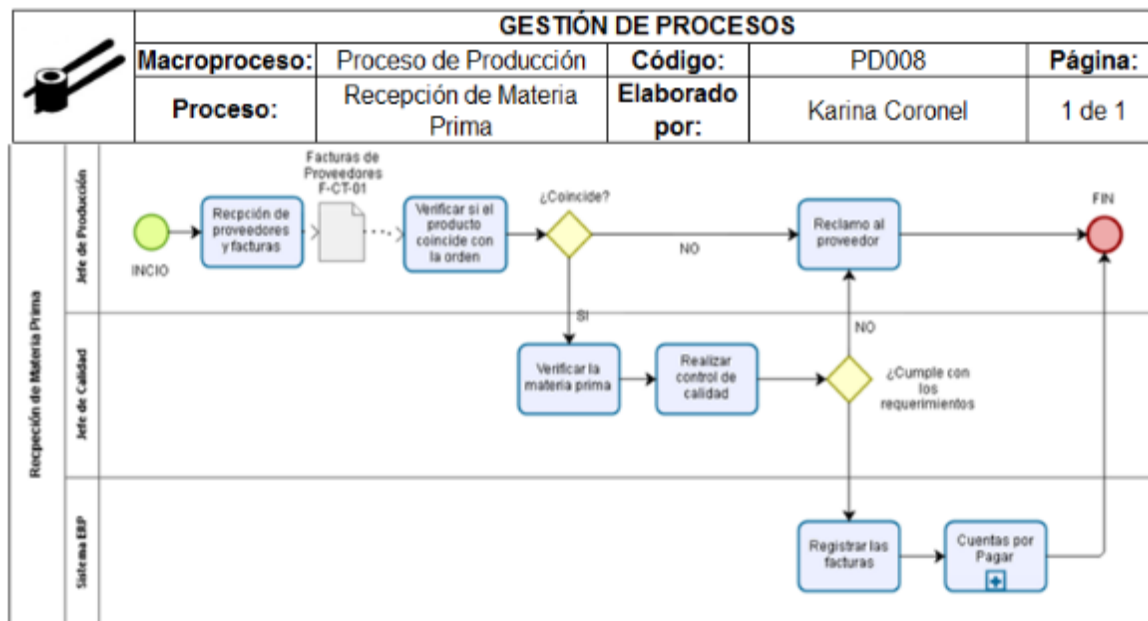 GESTIÓN DE PROCESOS
Macroproceso:
Proceso de Producción
Código:
PD008
Página:
Proceso:
Recepción de Materia
Prima
Elaborado
por:
Karina Coronel
1 de 1
Recpeción de Materia Prima
Jefe de Producción
INCIO
Recpción de
proveedores
y facturas
Facturas de
Proveedores
F-CT-01
Verificar si el
producto
coincide con
la orden
¿Coincide?
NO
SI
Reclamo al
proveedor
FIN
Jefe de Calidad
Verificar la
materia prima
Realizar
control de
calidad
NO
¿Cumple con
los
requerimientos
Sistema ERP
Registrar las
facturas
Cuentas por
Pagar